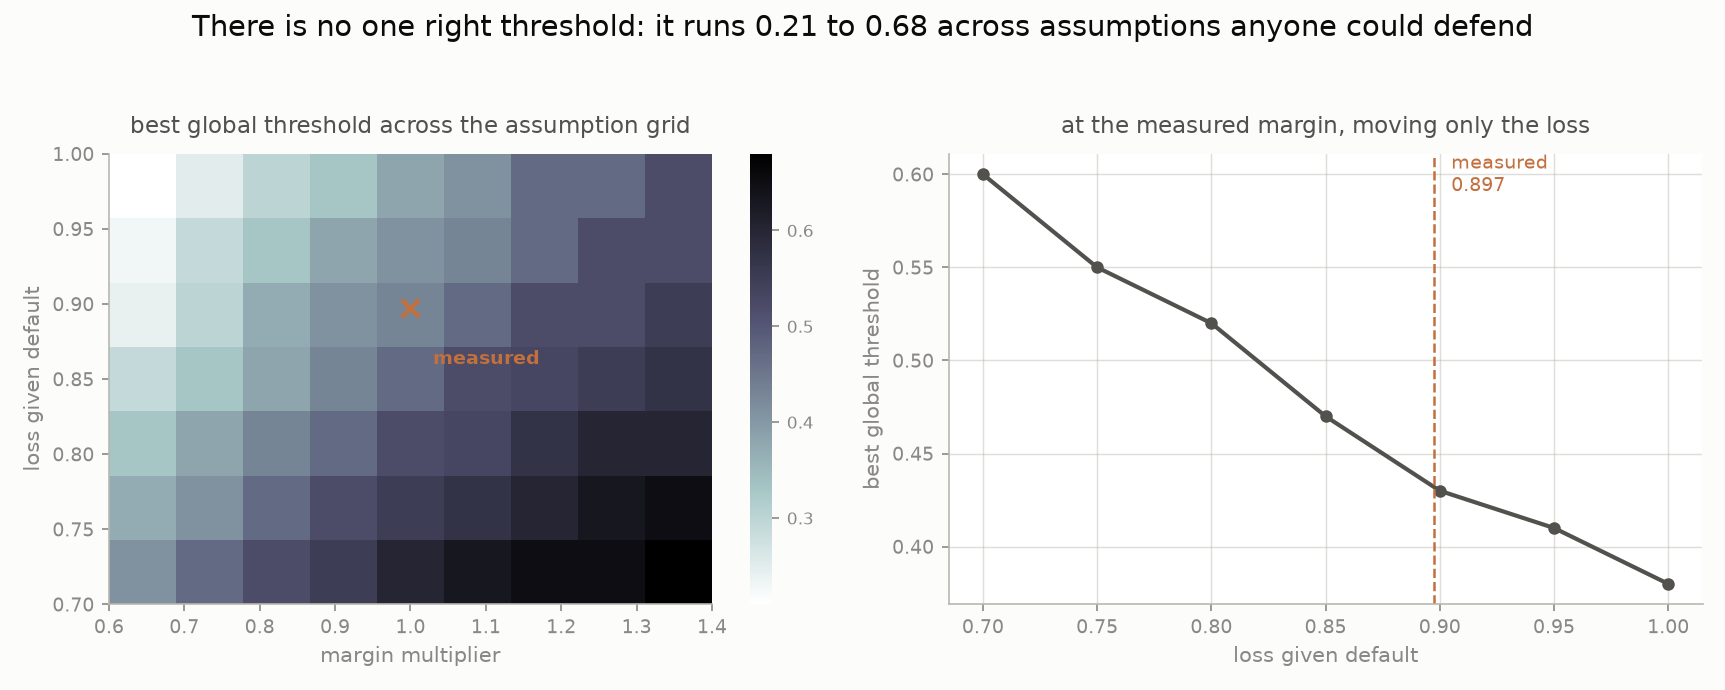 There is no one right threshold: it runs 0.21 to 0.68 across assumptions anyone could defend
best global threshold across the assumption grid
loss given default
1.00
0.95
0.90
0.85
0.80
0.75
0.70
measured
0.6 0.7 0.8 0.9 1.0 1.1 1.2 1.3 1.4
margin multiplier
0.6
0.5
0.4
0.3
at the measured margin, moving only the loss
best global threshold
0.60
0.55
0.50
0.45
0.40
measured
0.897
0.70 0.75 0.80 0.85 0.90 0.95 1.00
loss given default